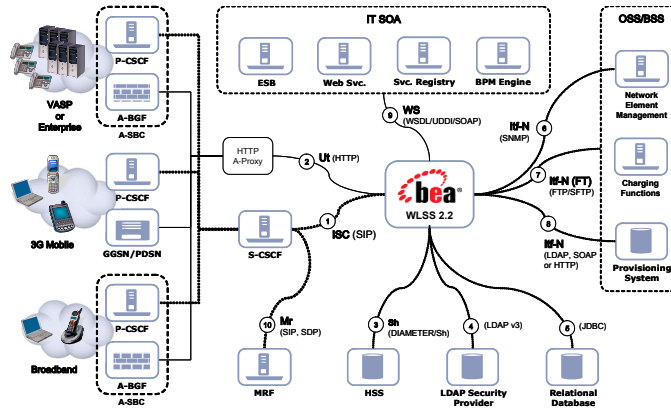 IT SOA
OSS/BSS
P-CSCF
A-BGF
A-SBC
VASP
or
Enterprise
ESB
Web Svc.
Svc. Registry
BPM Engine
9
WS
(WSDL/UDDI/SOAP)
Itf-N
6
(SNMP)
Network
Element
Management
HTTP
A-Proxy
2
Ut (HTTP)
P-CSCF
3G Mobile
GGSN/PDSN
bea®
WLSS 2.2
7
Itf-N (FT)
(FTP/SFTP)
Charging
Functions
1
ISC (SIP)
S-CSCF
8
Itf-N
(LDAP, SOAP
or HTTP)
Provisioning
System
P-CSCF
Broadband
A-BGF
A-SBC
10
Mr
(SIP, SDP)
3
Sh
(DIAMETER/Sh)
4
(LDAP v3)
5
(JDBC)
MRF
HSS
LDAP Security
Provider
Relational
Database